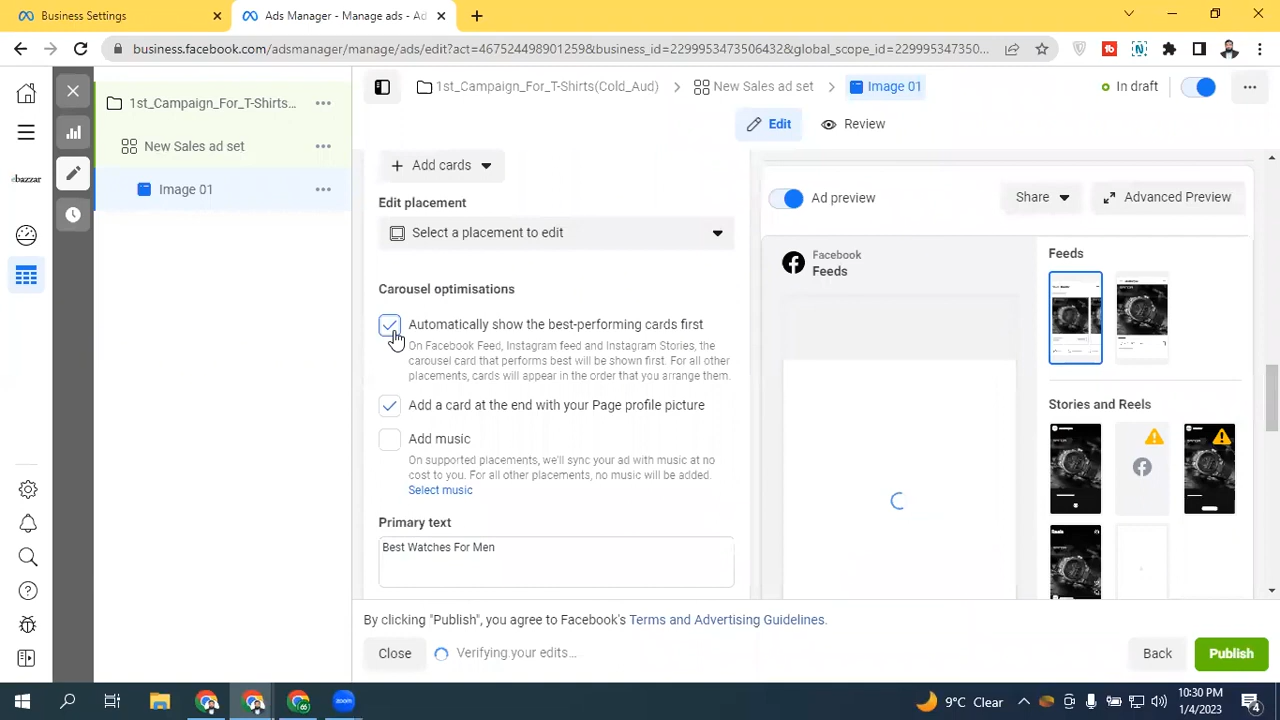 Business Settings
Ads Manager - Manage ads - Ad
business.facebook.com/adsmanager/manage/ads/edit?act=467524498901259&business_id=2299953473516432&global_scope_id=229995347350...
1st_Campaign_For_T-Shirts(Cold_Aud)
New Sales ad set
Image 01
In draft
1st_Campaign_For_T-Shirts...
New Sales ad set
Image 01
ebazzar
Edit
Review
Add cards
Edit placement
Select a placement to edit
Carousel optimisations
Automatically show the best-performing cards first
On Facebook Feed, Instagram feed and Instagram Stories, the
carousel card that performs best will be shown first. For all other
placements, cards will appear in the order that you arrange them.
Add a card at the end with your Page profile picture
Add music
On supported placements, we'll sync your ad with music at no
cost to you. For all other placements, no music will be added.
Select music
Primary text
Best Watches For Men
Ad preview
Share
Advanced Preview
Facebook
Feeds
Feeds
Stories and Reels
By clicking "Publish", you agree to Facebook's Terms and Advertising Guidelines.
Close
Verifying your edits...
Back
Publish
9°C Clear
10:30 PM
1/4/2023
4